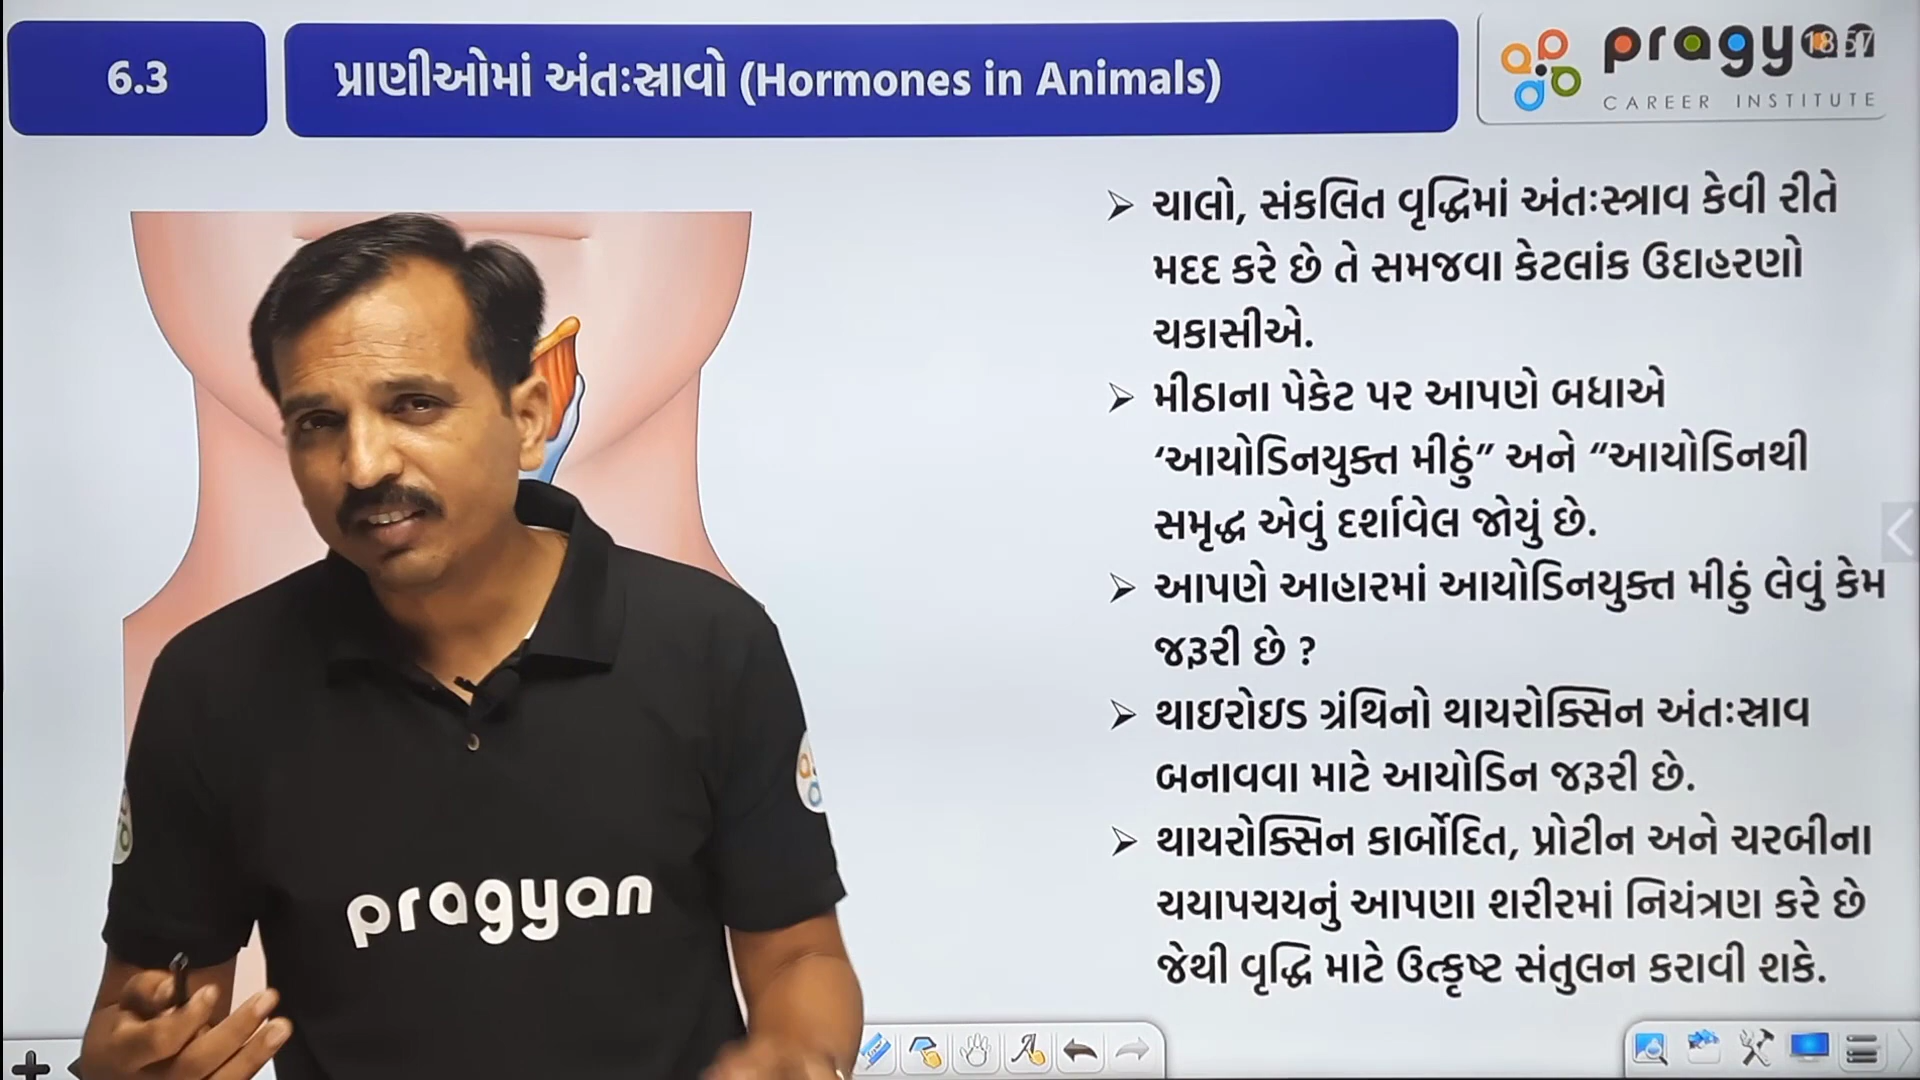 6.3
પ્રાણીઓમાં અંતઃસ્રાવો (Hormones in Animals)
pragyan
18:57
CAREER INSTITUTE
➢ ચાલો, સંકલિત વૃદ્ધિમાં અંતઃસ્ત્રાવ કેવી રીતે
મદદ કરે છે તે સમજવા કેટલાંક ઉદાહરણો
ચકાસીએ.
➢ મીઠાના પેકેટ પર આપણે બધાએ
‘આયોડિનયુક્ત મીઠું” અને “આયોડિનથી
સમૃદ્ધ એવું દર્શાવેલ જોયું છે.
➢ આપણે આહારમાં આયોડિનયુક્ત મીઠું લેવું કેમ
જરૂરી છે ?
➢ થાઇરોઇડ ગ્રંથિનો થાયરોક્સિન અંતઃસ્રાવ
બનાવવા માટે આયોડિન જરૂરી છે.
➢ થાયરોક્સિન કાર્બોદિત, પ્રોટીન અને ચરબીના
ચયાપચયનું આપણા શરીરમાં નિયંત્રણ કરે છે
જેથી વૃદ્ધિ માટે ઉત્કૃષ્ટ સંતુલન કરાવી શકે.
pragyan